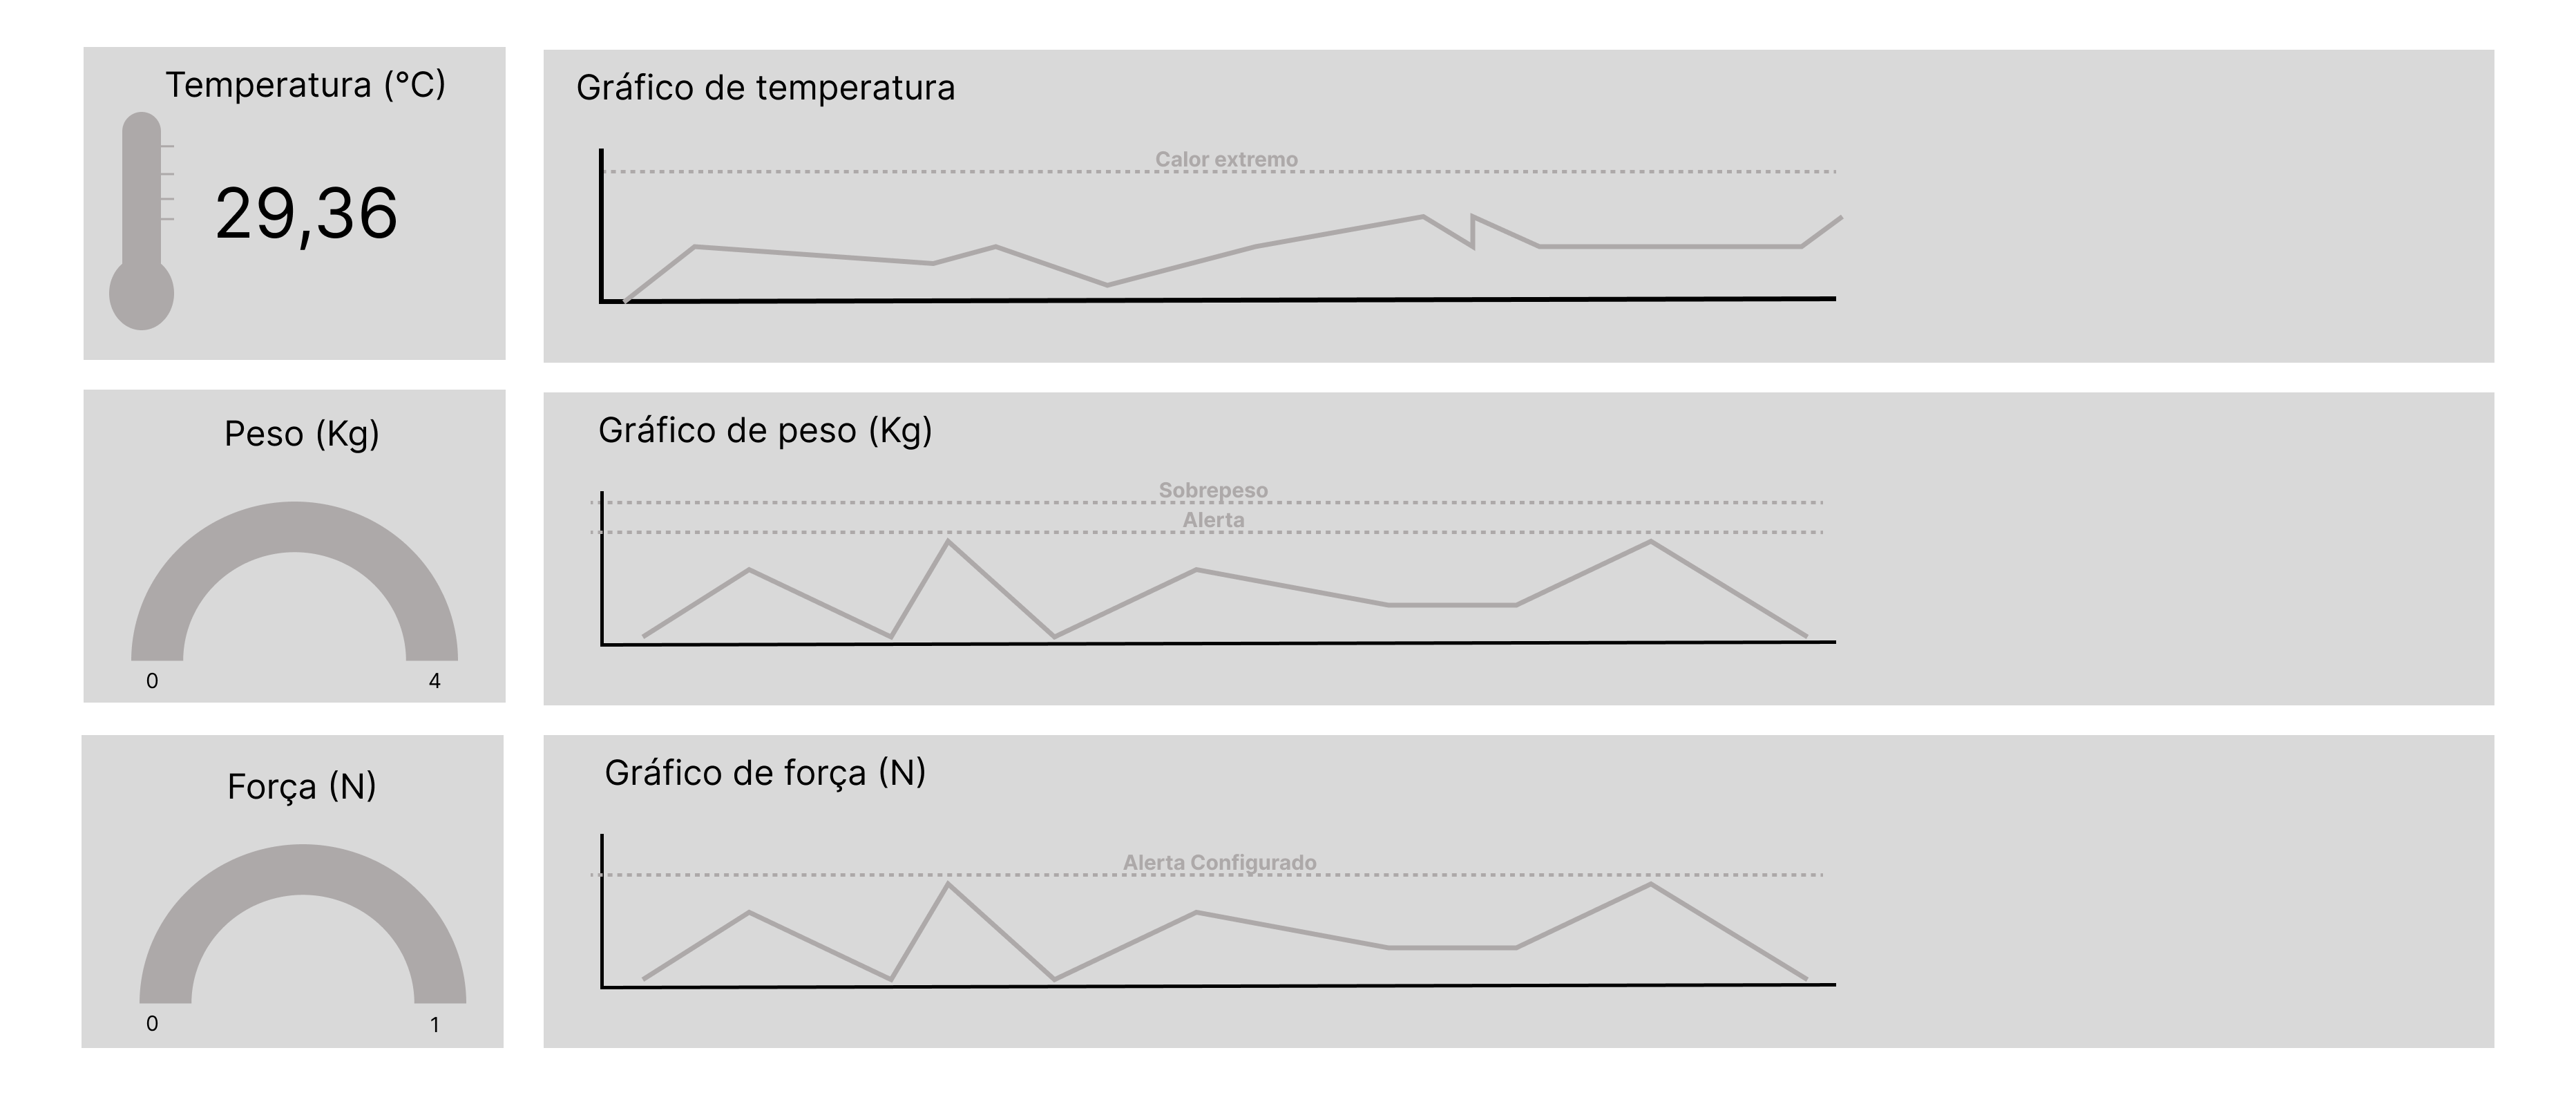 Temperatura (°C)
29,36
Gráfico de temperatura
Calor extremo
Peso (Kg)
0
4
Gráfico de peso (Kg)
Sobrepeso
Alerta
Força (N)
0
1
Gráfico de força (N)
Alerta Configurado